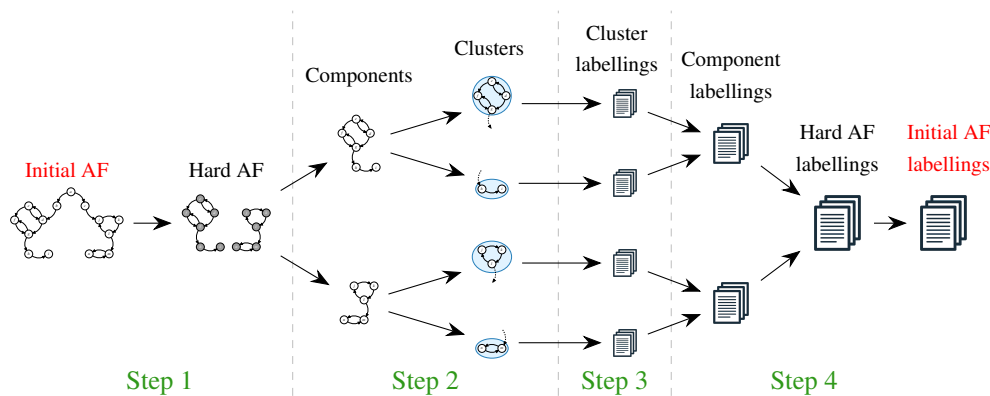 Clusters
Cluster
labellings
Components
Component
labellings
Initial AF
Hard AF
Hard AF
labellings
Initial AF
labellings
Step 1
Step 2
Step 3
Step 4